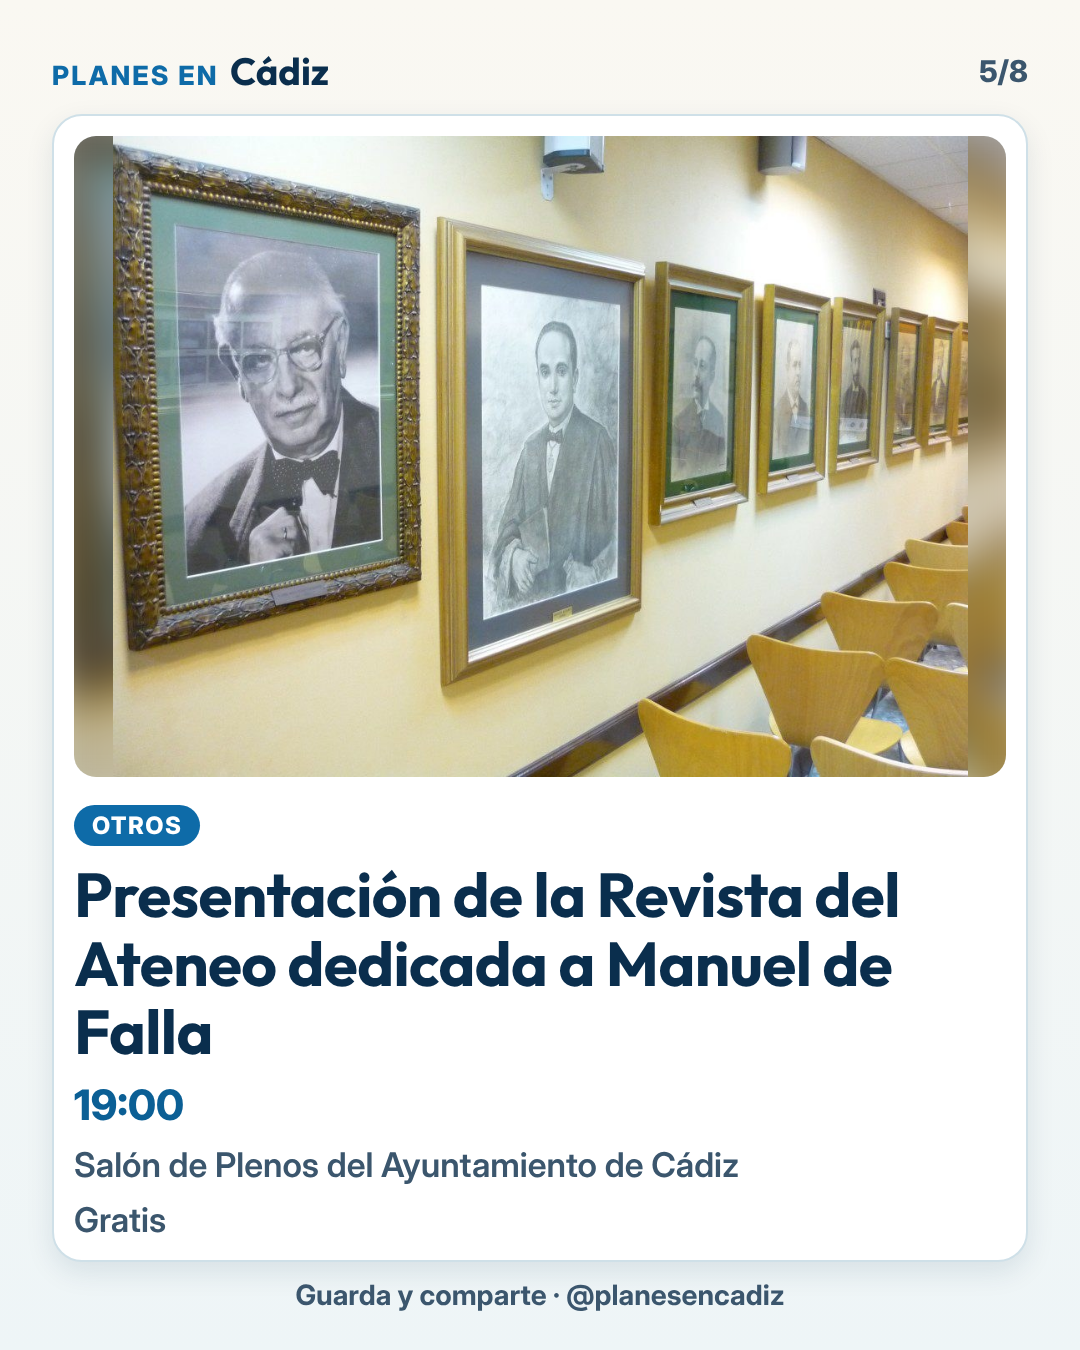 PLANES EN Cádiz
5/8
OTROS
Presentación de la Revista del
Ateneo dedicada a Manuel de
Falla
19:00
Salón de Plenos del Ayuntamiento de Cádiz
Gratis
Guarda y comparte · @planesencadiz